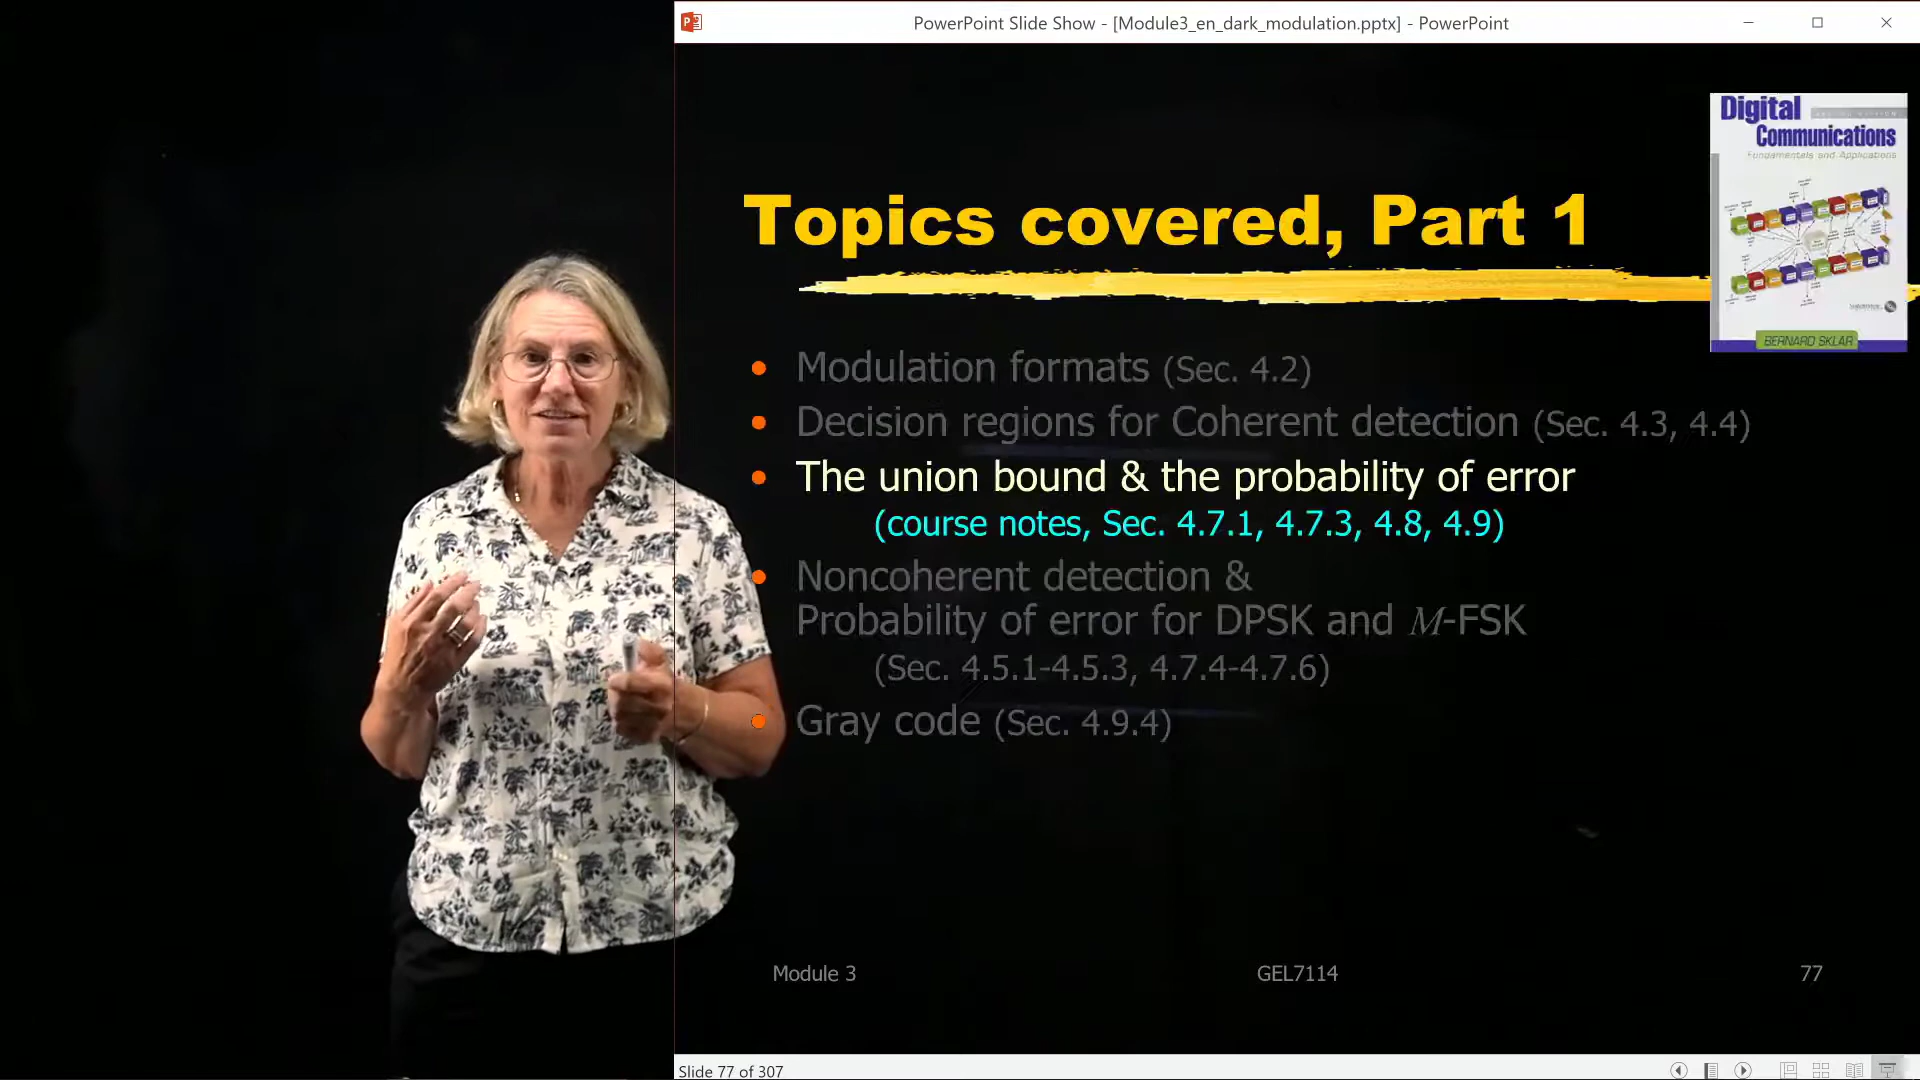 PowerPoint Slide Show - [Module3_en_dark_modulation.pptx] - PowerPoint
Digital
Communications
Fundamentals and Applications
BERNARD SKLAR
Topics covered, Part 1
• Modulation formats (Sec. 4.2)
• Decision regions for Coherent detection (Sec. 4.3, 4.4)
• The union bound & the probability of error
(course notes, Sec. 4.7.1, 4.7.3, 4.8, 4.9)
• Noncoherent detection &
Probability of error for DPSK and M-FSK
(Sec. 4.5.1-4.5.3, 4.7.4-4.7.6)
• Gray code (Sec. 4.9.4)
Module 3
GEL7114
77
Slide 77 of 307